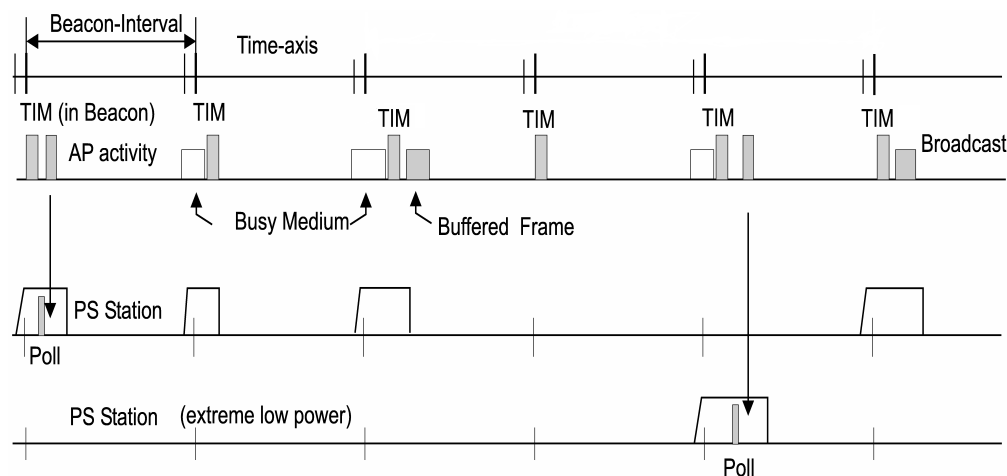 Beacon-Interval
Time-axis
TIM (in Beacon)
TIM
TIM
TIM
TIM
TIM
AP activity
Broadcast
Busy Medium
Buffered Frame
PS Station
Poll
PS Station (extreme low power)
Poll